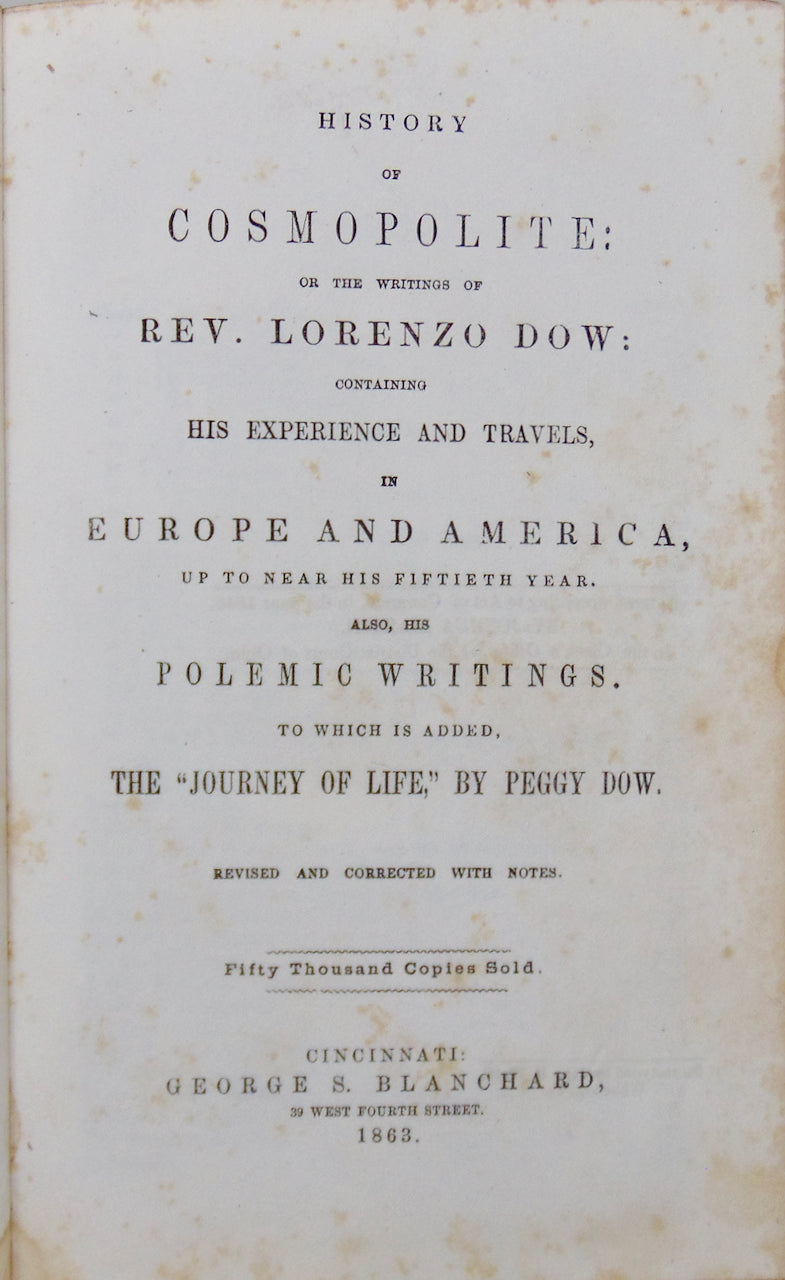 HISTORY
OF
COSMOPOLITE:
OR THE WRITINGS OF
REV. LORENZO DOW:
CONTAINING
HIS EXPERIENCE AND TRAVELS,
IN
EUROPE AND AMERICA,
UP TO NEAR HIS FIFTIETH YEAR.
ALSO, HIS
POLEMIC WRITINGS.
TO WHICH IS ADDED,
THE "JOURNEY OF LIFE," BY PEGGY DOW.
REVISED AND CORRECTED WITH NOTES.
Fifty Thousand Copies Sold.
CINCINNATI:
GEORGE S. BLANCHARD,
39 WEST FOURTH STREET.
1863.